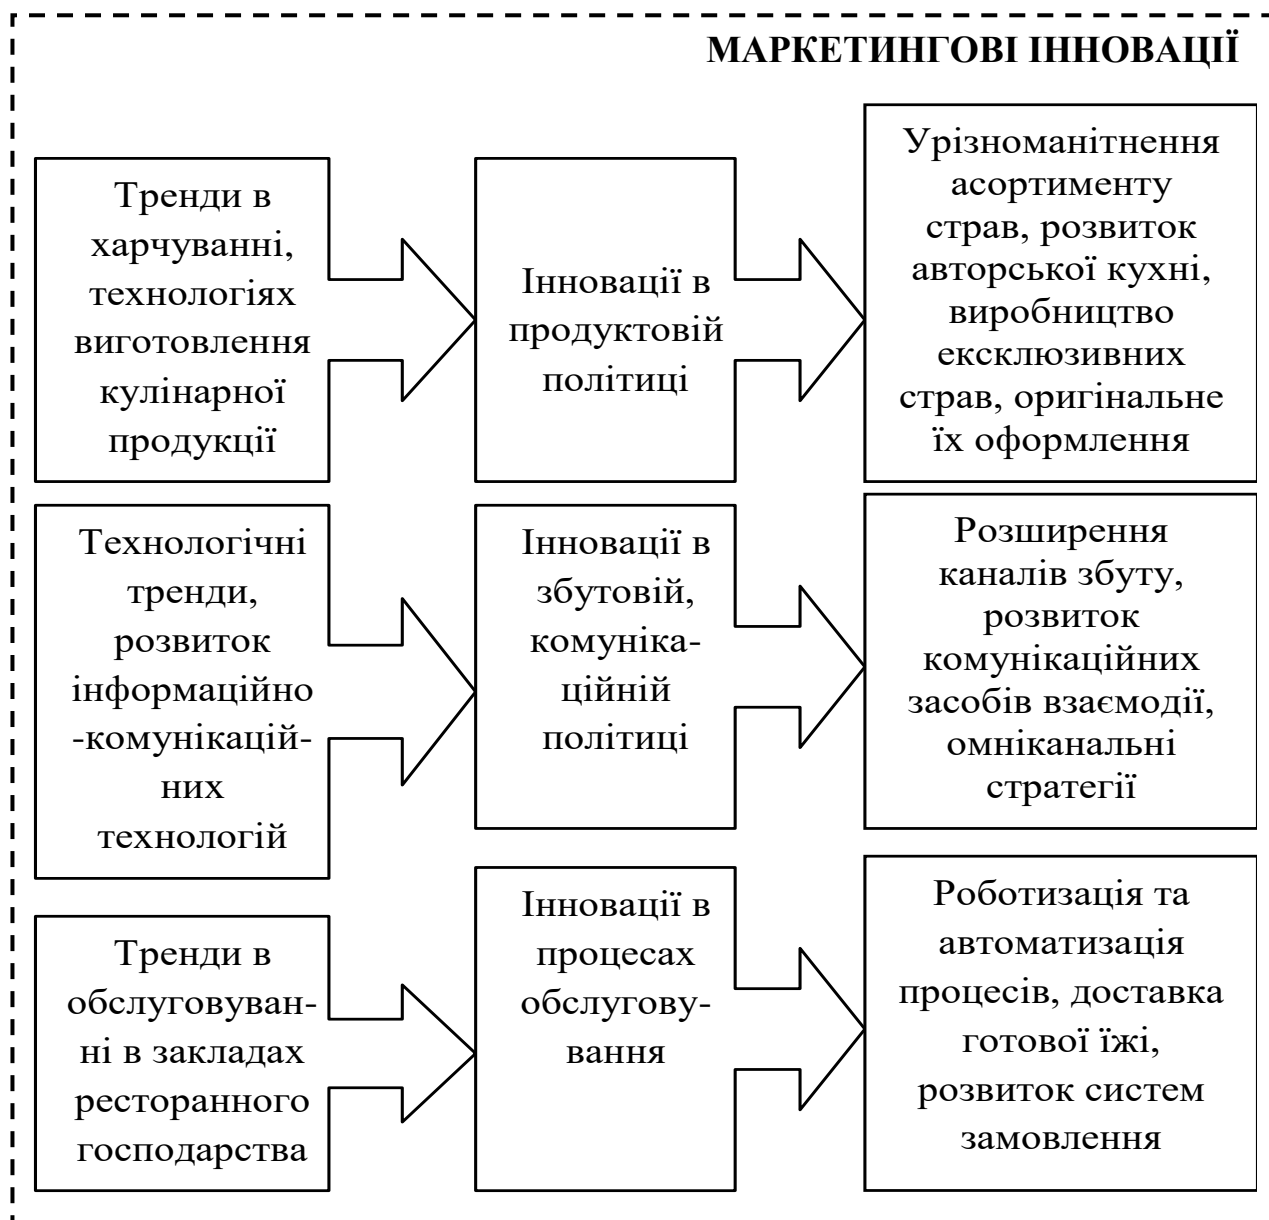 МАРКЕТИНГОВІ ІННОВАЦІЇ
Тренди в
харчуванні,
технологіях
виготовлення
кулінарної
продукції
Інновації в
продуктовій
політиці
Урізноманітнення
асортименту
страв, розвиток
авторської кухні,
виробництво
ексклюзивних
страв, оригінальне
їх оформлення
Технологічні
тренди,
розвиток
інформаційно
-комунікацій-
них
технологій
Інновації в
збутовій,
комуніка-
ційній
політиці
Розширення
каналів збуту,
розвиток
комунікаційних
засобів взаємодії,
омніканальні
стратегії
Тренди в
обслуговуван-
ні в закладах
ресторанного
господарства
Інновації в
процесах
обслугову-
вання
Роботизація та
автоматизація
процесів, доставка
готової їжі,
розвиток систем
замовлення